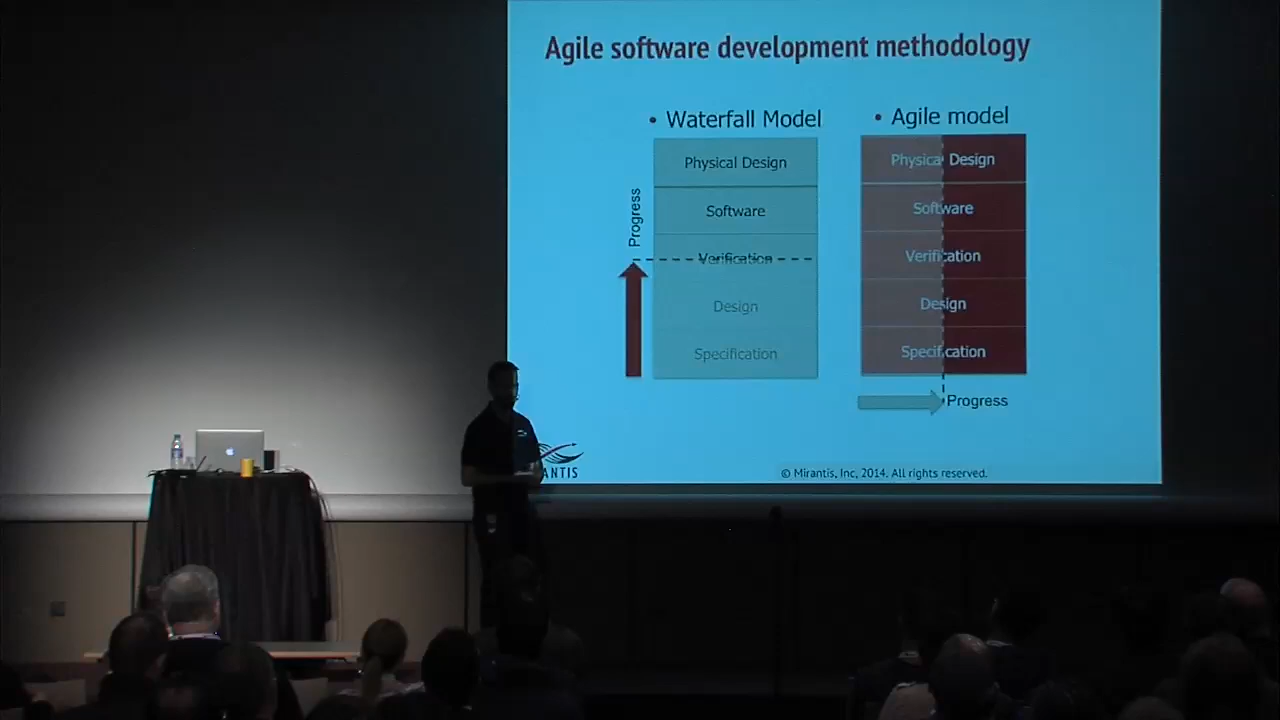 Agile software development methodology
• Waterfall Model
Physical Design
Software
Verification
Design
Specification
Progress
• Agile model
Physical Design
Software
Verification
Design
Specification
Progress
ANTIS
© Mirantis, Inc, 2014. All rights reserved.